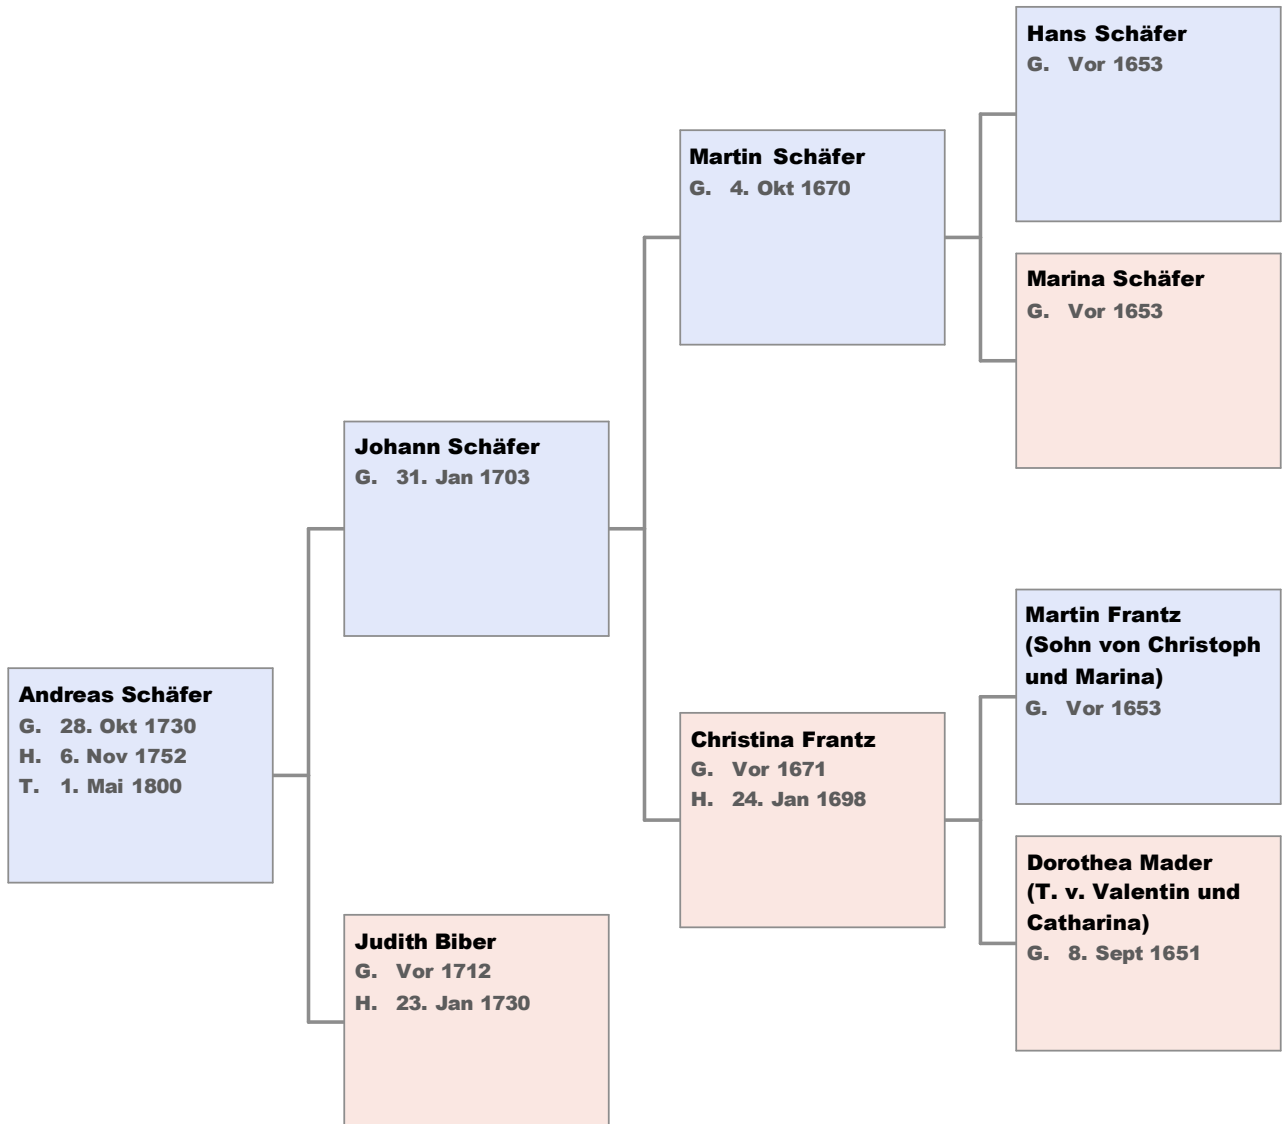 Hans Schäfer
G. Vor 1653
Martin Schäfer
G. 4. Okt 1670
Marina Schäfer
G. Vor 1653
Johann Schäfer
G. 31. Jan 1703
Martin Frantz
(Sohn von Christoph
und Marina)
G. Vor 1653
Andreas Schäfer
G. 28. Okt 1730
H. 6. Nov 1752
T. 1. Mai 1800
Christina Frantz
G. Vor 1671
H. 24. Jan 1698
Dorothea Mader
(T. v. Valentin und
Catharina)
G. 8. Sept 1651
Judith Biber
G. Vor 1712
H. 23. Jan 1730